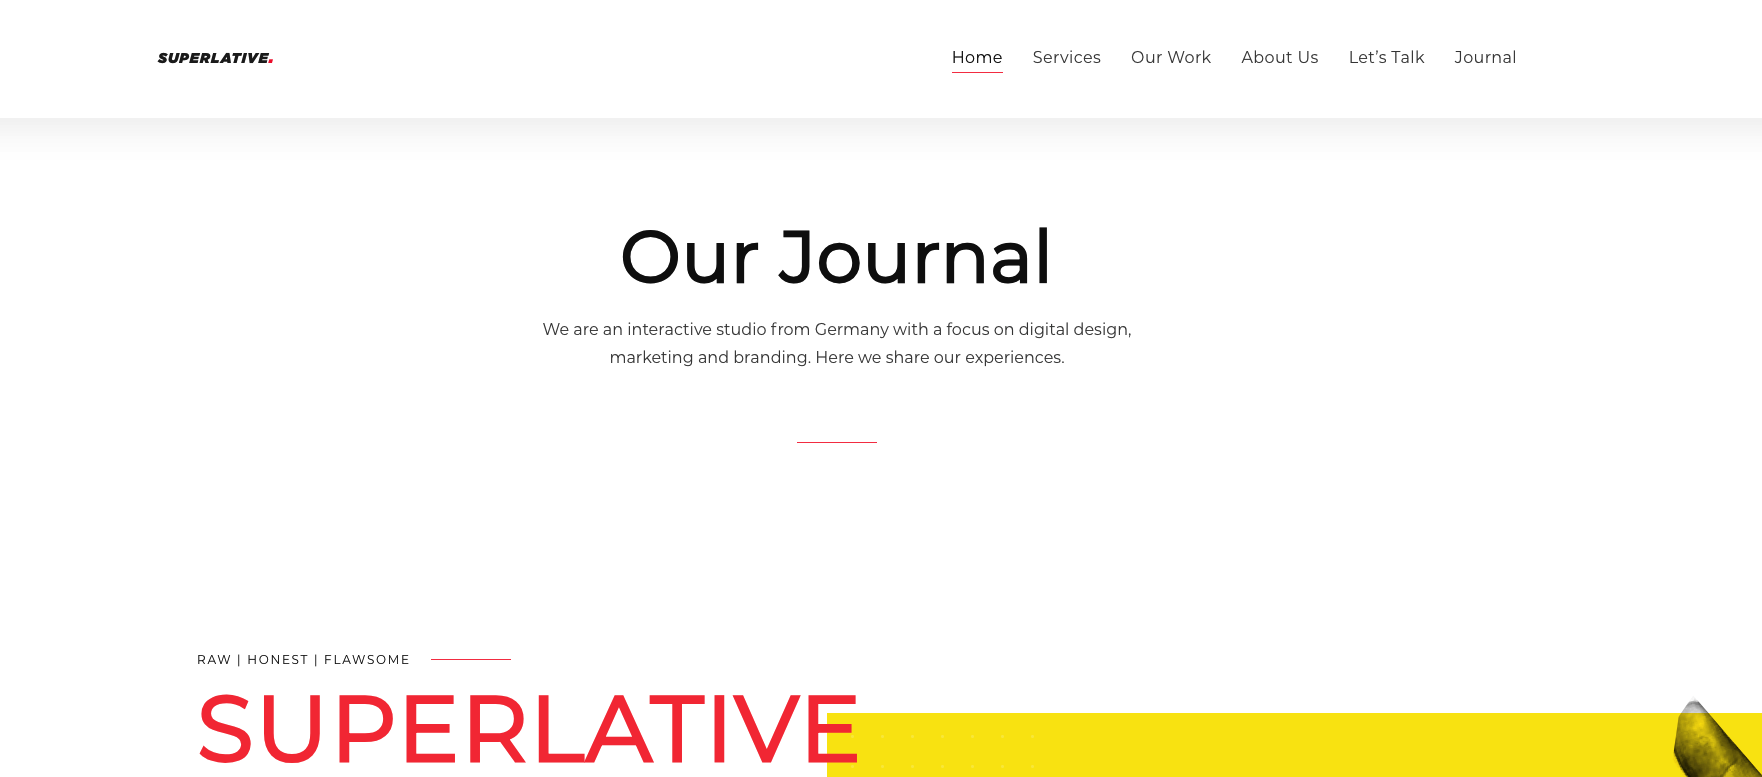 SUPERLATIVE.
Home Services Our Work About Us Let’s Talk Journal
Our Journal
We are an interactive studio from Germany with a focus on digital design,
marketing and branding. Here we share our experiences.
RAW | HONEST | FLAWSOME
SUPERLATIVE